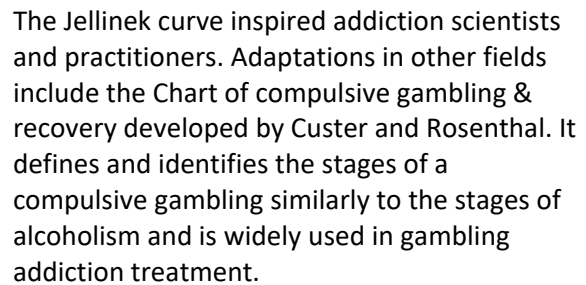 The Jellinek curve inspired addiction scientists
and practitioners. Adaptations in other fields
include the Chart of compulsive gambling &
recovery developed by Custer and Rosenthal. It
defines and identifies the stages of a
compulsive gambling similarly to the stages of
alcoholism and is widely used in gambling
addiction treatment.